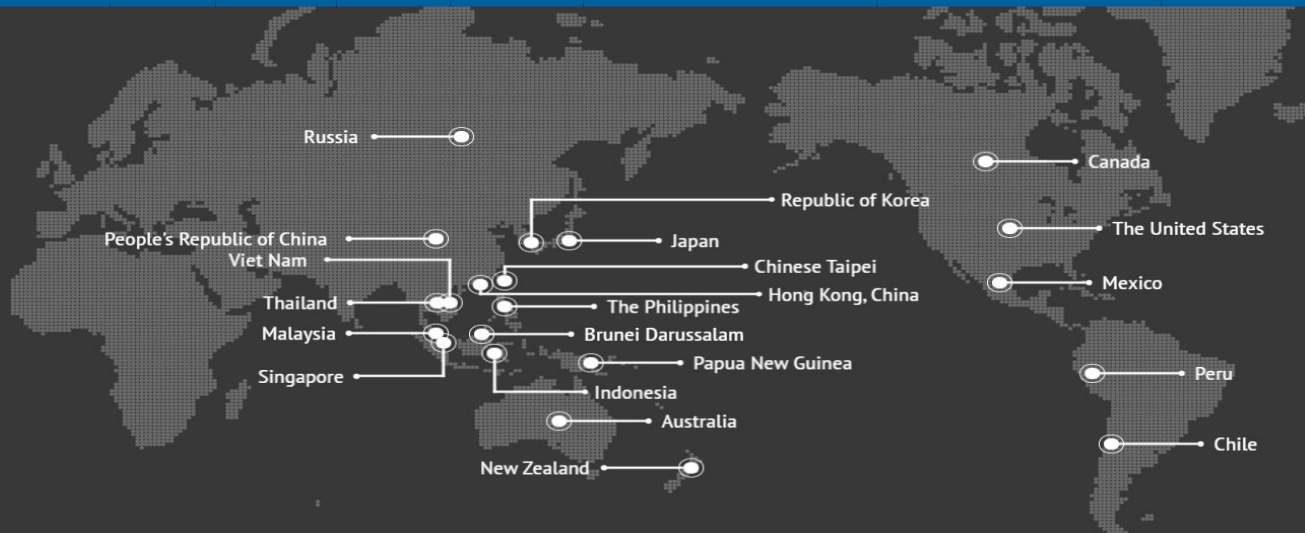 Russia
Canada
Republic of Korea
People's Republic of China
Japan
The United States
Viet Nam
Chinese Taipei
Mexico
Hong Kong, China
Thailand
The Philippines
Malaysia
Brunei Darussalam
Papua New Guinea
Singapore
Peru
Indonesia
Australia
Chile
New Zealand